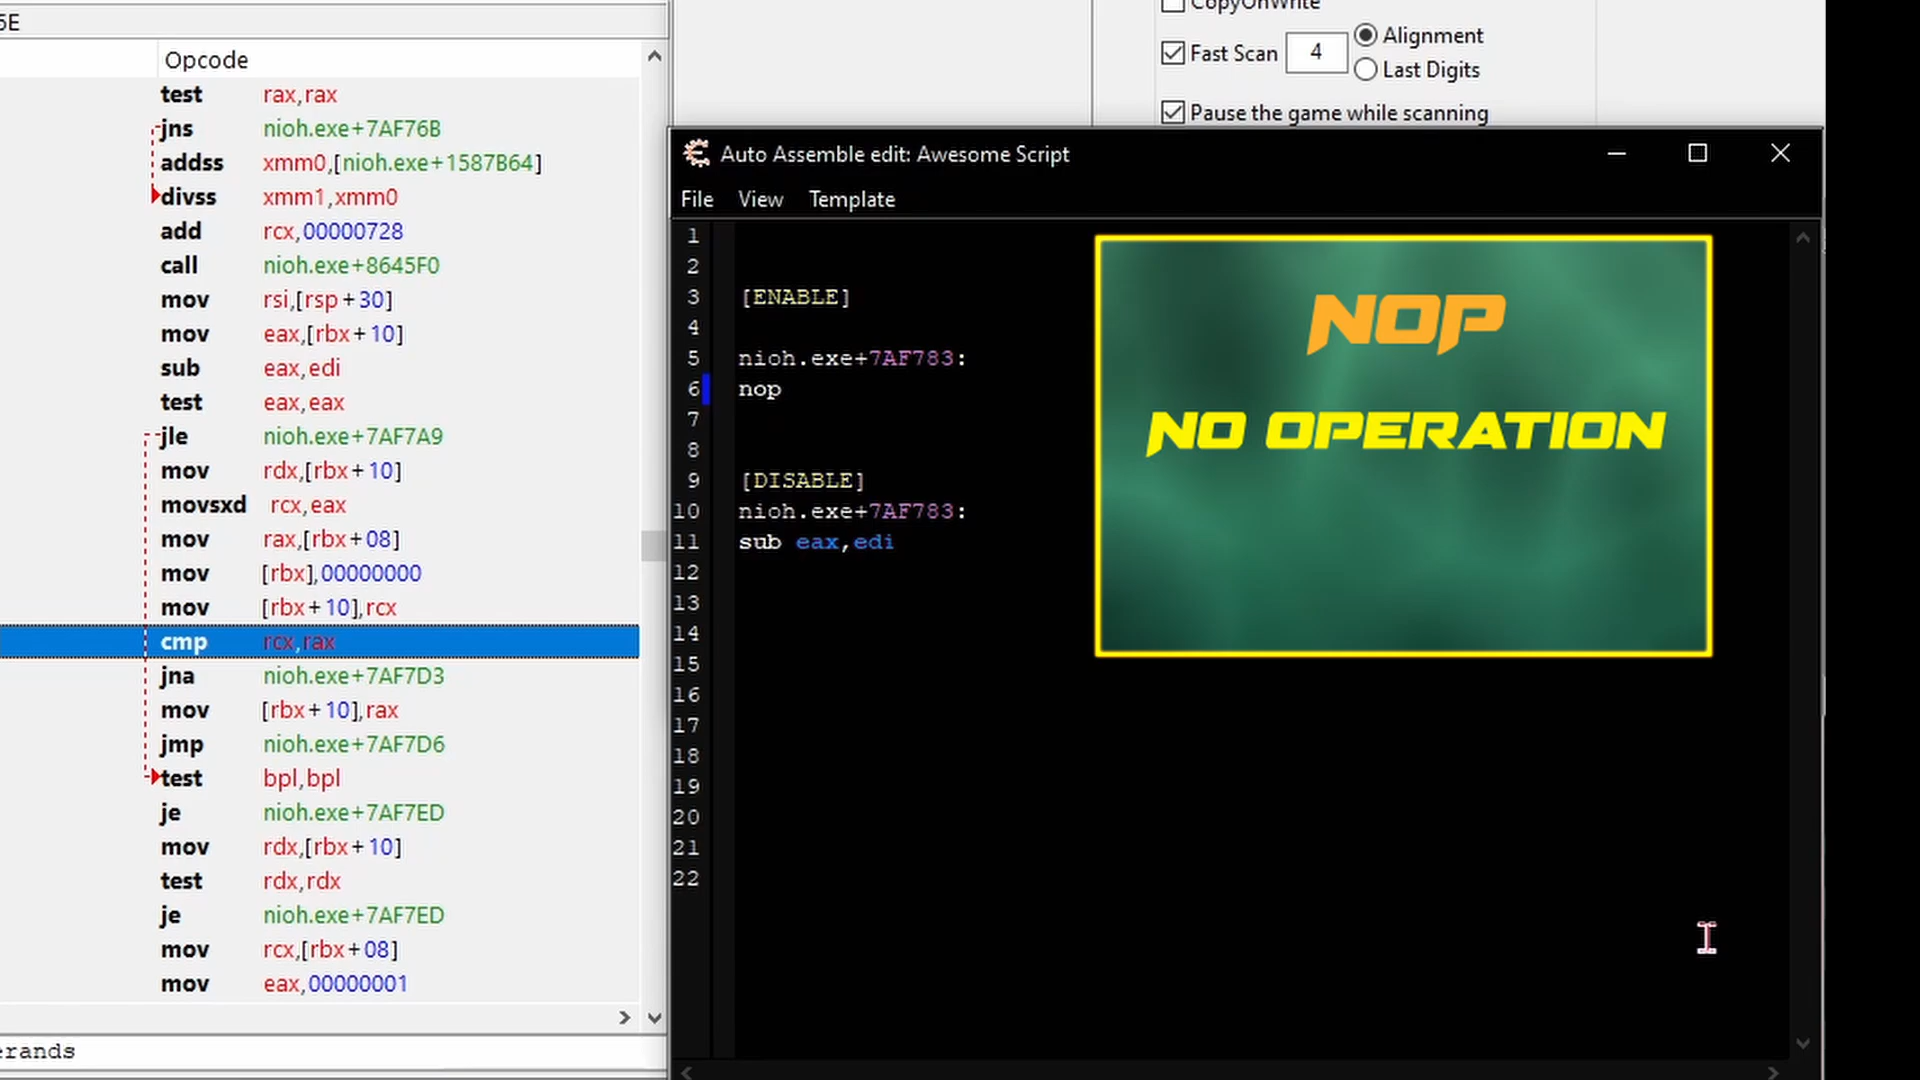 5E
Opcode
test rax,rax
jns nioh.exe+7AF76B
addss xmm0,[nioh.exe+1587B64]
divss xmm1,xmm0
add rcx,00000728
call nioh.exe+8645F0
mov rsi,[rsp+30]
mov eax,[rbx+10]
sub eax,edi
test eax,eax
jle nioh.exe+7AF7A9
mov rdx,[rbx+10]
movsxd rcx,eax
mov rax,[rbx+08]
mov [rbx],00000000
mov [rbx+10],rcx
cmp rcx,rax
jna nioh.exe+7AF7D3
mov [rbx+10],rax
jmp nioh.exe+7AF7D6
test bpl,bpl
je nioh.exe+7AF7ED
mov rdx,[rbx+10]
test rdx,rdx
je nioh.exe+7AF7ED
mov rcx,[rbx+08]
mov eax,00000001
erands
CopyOnWrite
Fast Scan 4 Alignment
Last Digits
Pause the game while scanning
Auto Assemble edit: Awesome Script
File View Template
1
2
3 [ENABLE]
4
5 nioh.exe+7AF783:
6 nop
7
8
9 [DISABLE]
10 nioh.exe+7AF783:
11 sub eax,edi
12
13
14
15
16
17
18
19
20
21
22
NOP
NO OPERATION